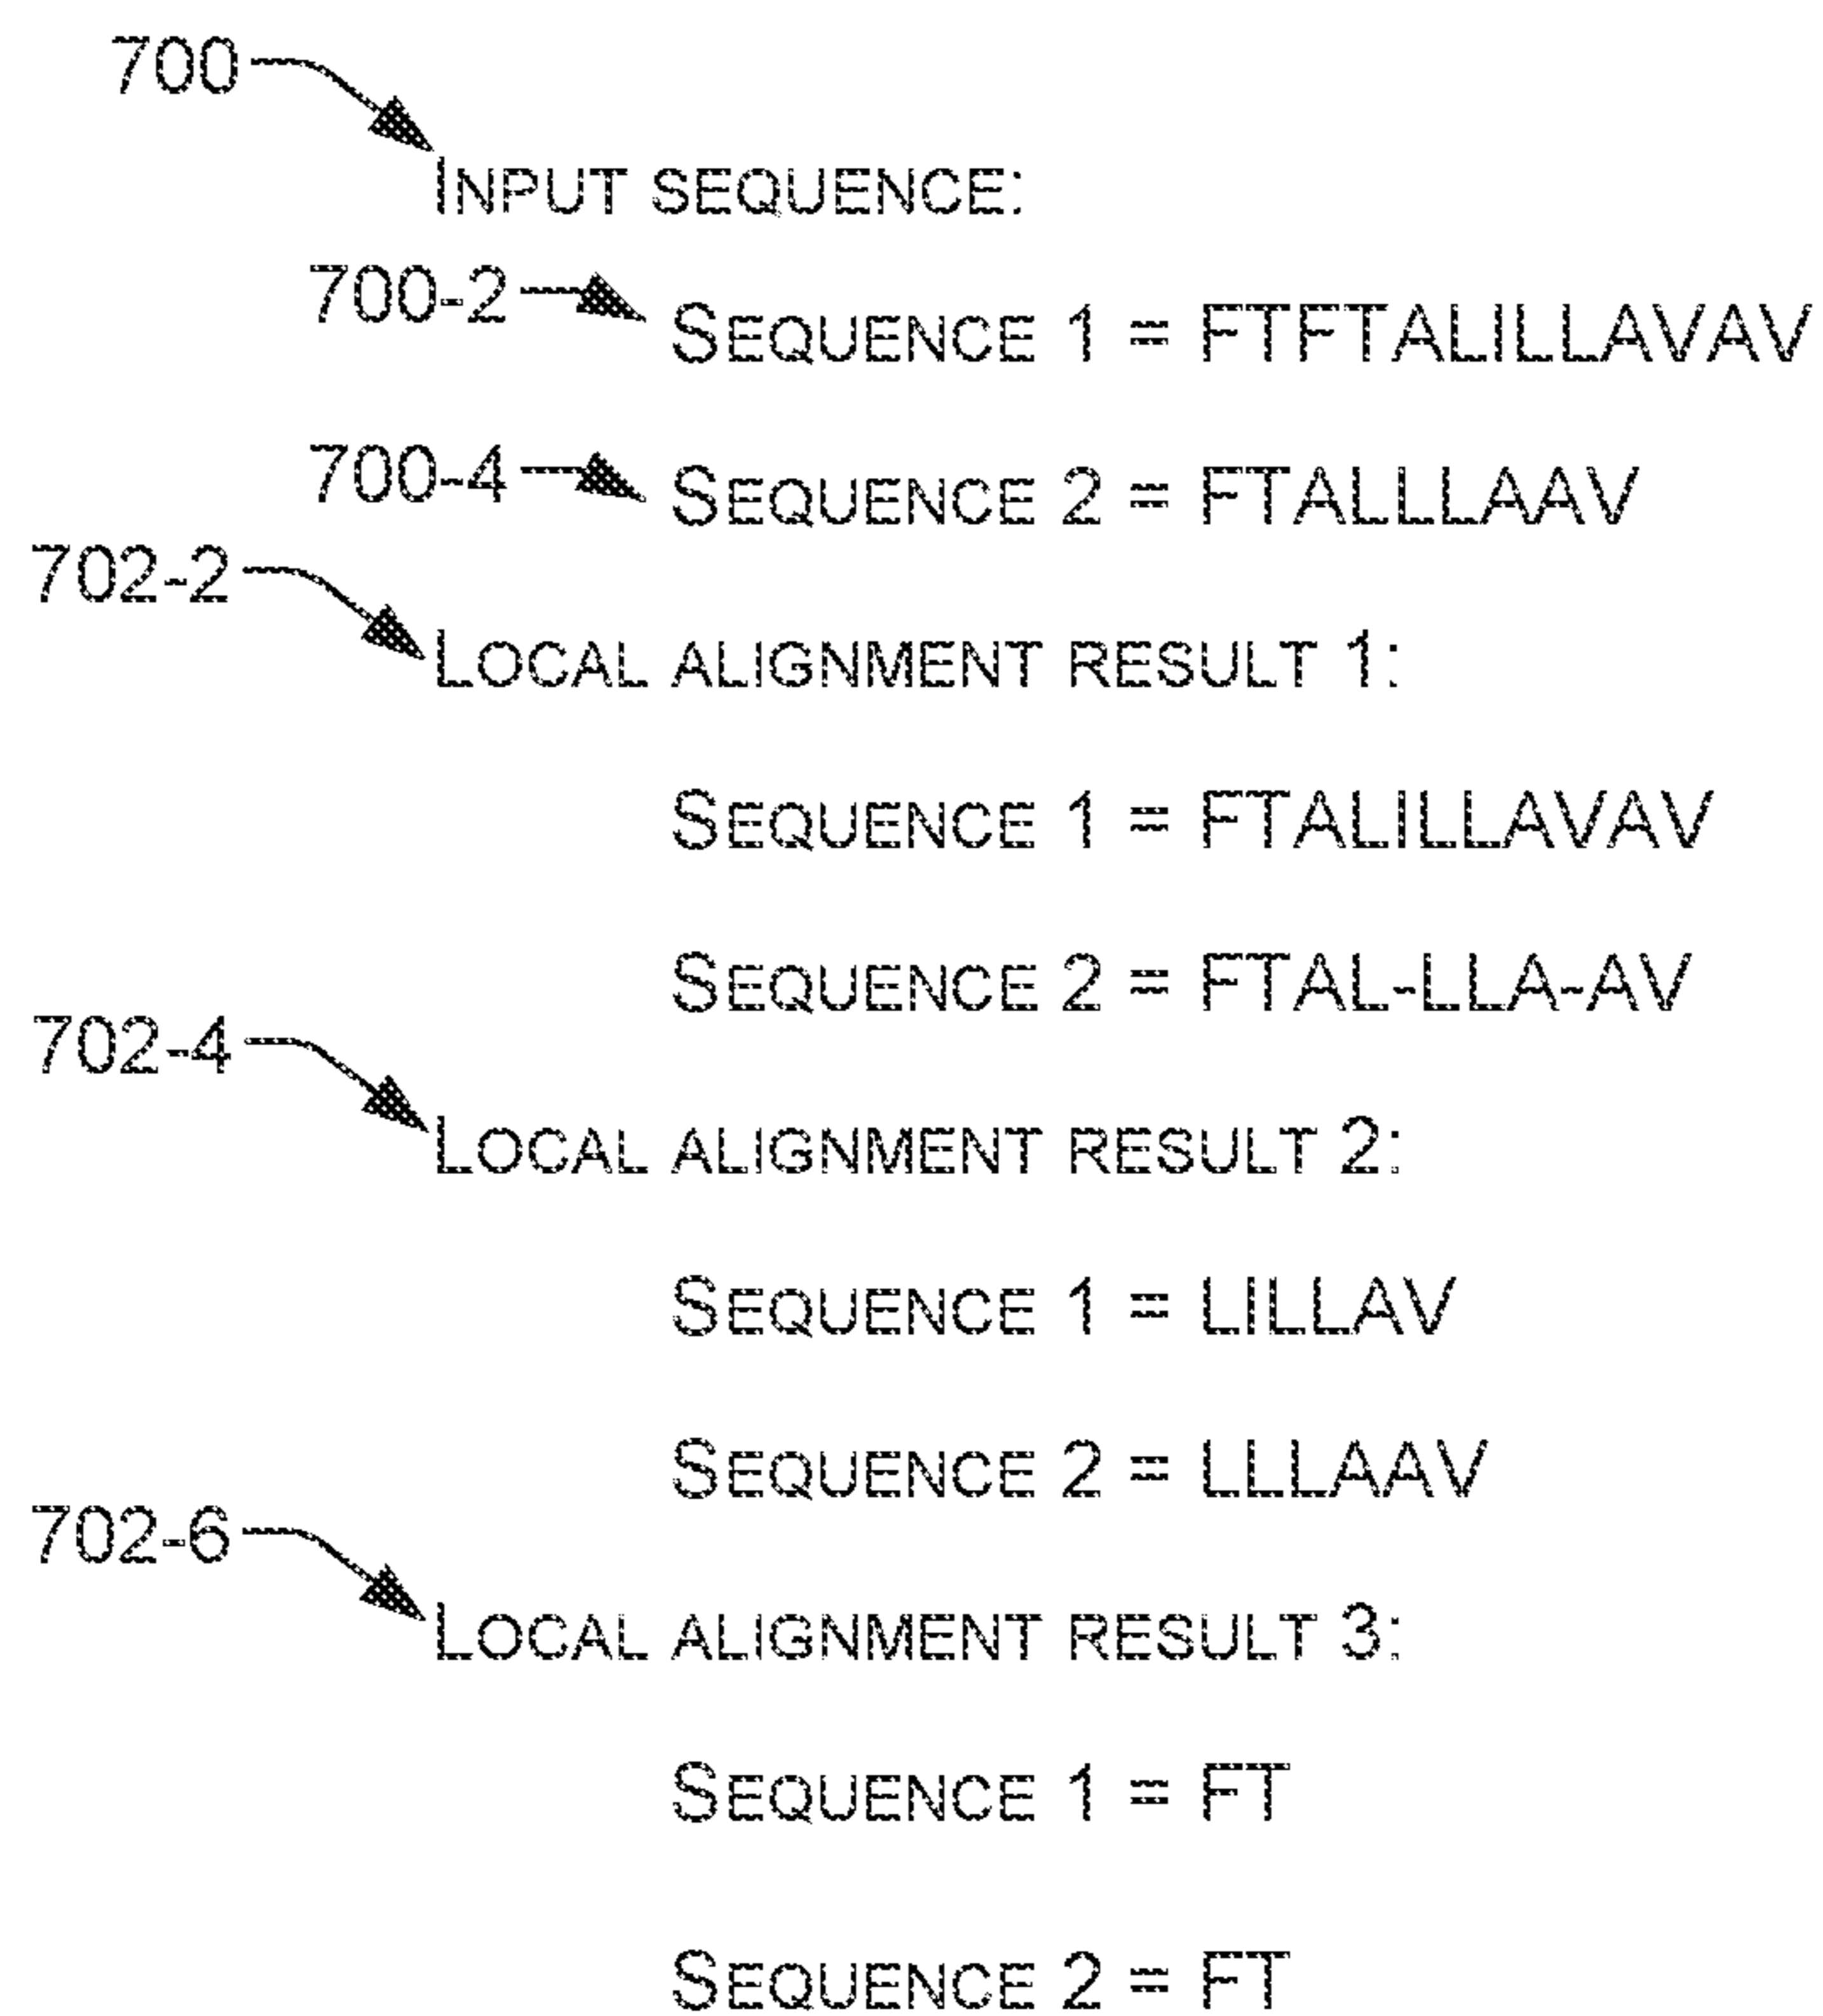 700
INPUT SEQUENCE:
700-2
SEQUENCE 1 = FTFTALILLAVAV
700-4
SEQUENCE 2 = FTALLLAAV
702-2
LOCAL ALIGNMENT RESULT 1:
SEQUENCE 1 = FTALILLAVAV
SEQUENCE 2 = FTAL-LLA-AV
702-4
LOCAL ALIGNMENT RESULT 2:
SEQUENCE 1 = LILLAV
SEQUENCE 2 = LLLAAV
702-6
LOCAL ALIGNMENT RESULT 3:
SEQUENCE 1 = FT
SEQUENCE 2 = FT